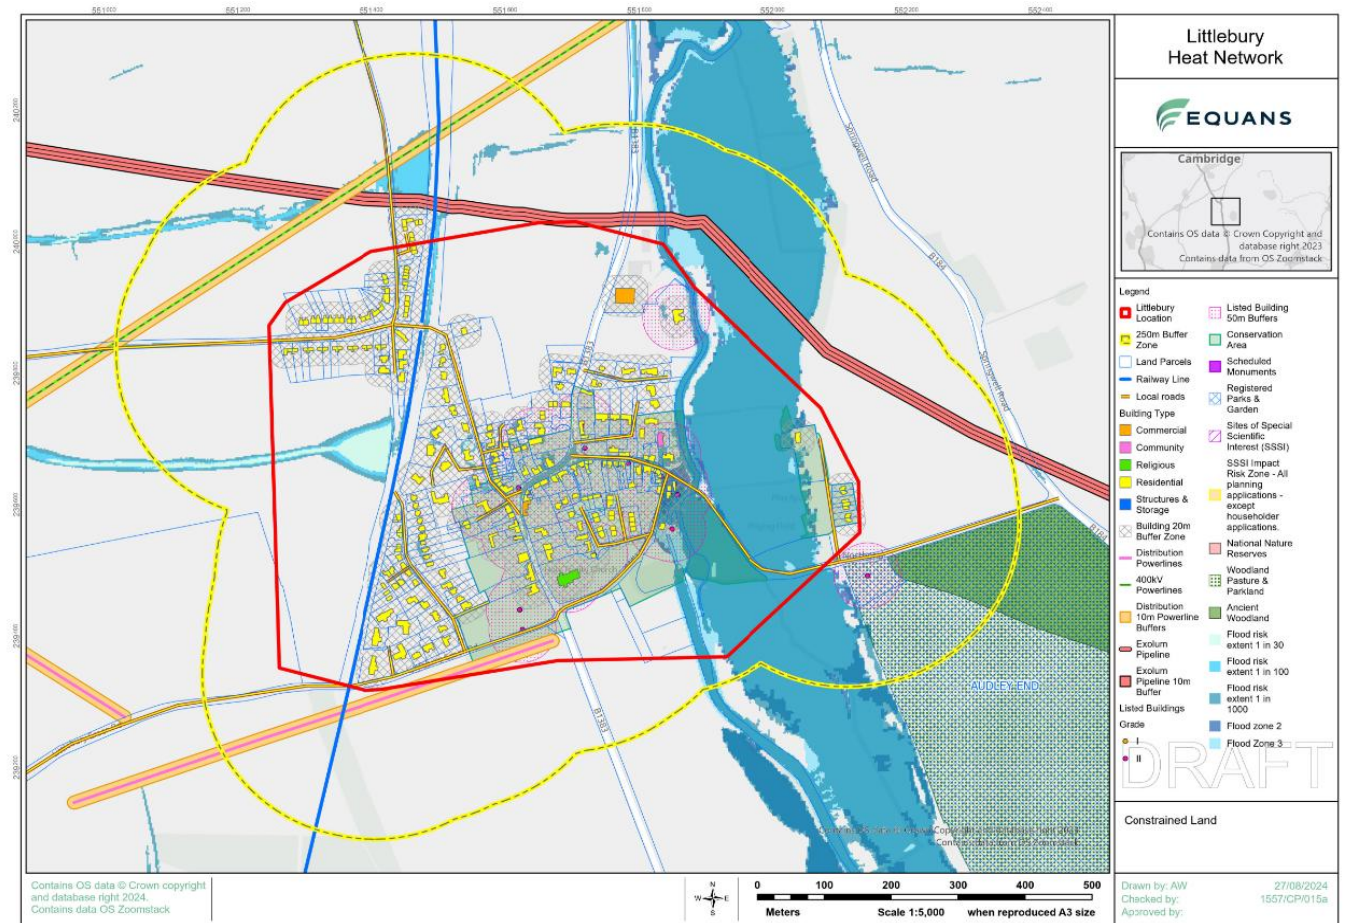 Littlebury
Heat Network
EQUANS
Cambridge
Contains OS data © Crown Copyright and
database right 2023
Contains data from OS Zoomstack
Legend
Littlebury
Location
250m Buffer
Zone
Land Parcels
Railway Line
Local roads
Building Type
Commercial
Community
Religious
Residential
Structures &
Storage
Building 20m
Buffer Zone
Distribution
Powerlines
400kV
Powerlines
Distribution
10m Powerline
Buffers
Exolum
Pipeline
Exolum
Pipeline 10m
Buffer
Listed Buildings
Grade
I
II
Listed Building
50m Buffers
Conservation
Area
Scheduled
Monuments
Registered
Parks &
Garden
Sites of Special
Scientific
Interest (SSSI)
SSSI Impact
Risk Zone - All
planning
applications -
except
householder
applications.
National Nature
Reserves
Woodland
Pasture &
Parkland
Ancient
Woodland
Flood risk
extent 1 in 30
Flood risk
extent 1 in 100
Flood risk
extent 1 in
1000
Flood zone 2
Flood Zone 3
DRAFT
Constrained Land
Drawn by: AW
27/08/2024
Checked by:
1557/CP/015a
Approved by:
B1383
Springwell Road
B184
B1383
Springwell Road
B184
AUDLEY END
B1383
Contains OS data © Crown copyright
and database right 2024.
Contains data OS Zoomstack
N
W
E
S
0
100
200
300
400
500
Meters
Scale 1:5,000
when reproduced A3 size